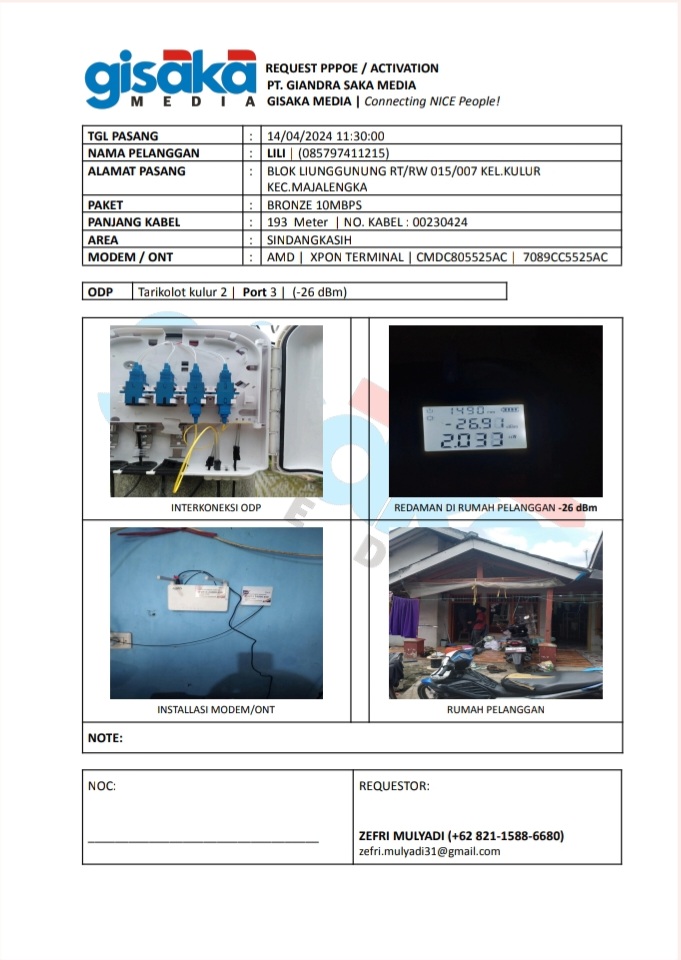 gisaka
MEDIA
REQUEST PPPOE / ACTIVATION
PT. GIANDRA SAKA MEDIA
GISAKA MEDIA | Connecting NICE People!
TGL PASANG : 14/04/2024 11:30:00
NAMA PELANGGAN : LILI | (085797411215)
ALAMAT PASANG : BLOK LIUNGGUNUNG RT/RW 015/007 KEL.KULUR
KEC.MAJALENGKA
PAKET : BRONZE 10MBPS
PANJANG KABEL : 193 Meter | NO. KABEL : 00230424
AREA : SINDANGKASIH
MODEM / ONT : AMD | XPON TERMINAL | CMDC805525AC | 7089CC5525AC
ODP Tarikolot kulur 2 | Port 3 | (-26 dBm)
1490
-26.91
2.033
INTERKONEKSI ODP
REDAMAN DI RUMAH PELANGGAN -26 dBm
INSTALLASI MODEM/ONT
RUMAH PELANGGAN
NOTE:
NOC:
REQUESTOR:
ZEFRI MULYADI (+62 821-1588-6680)
zefri.mulyadi31@gmail.com